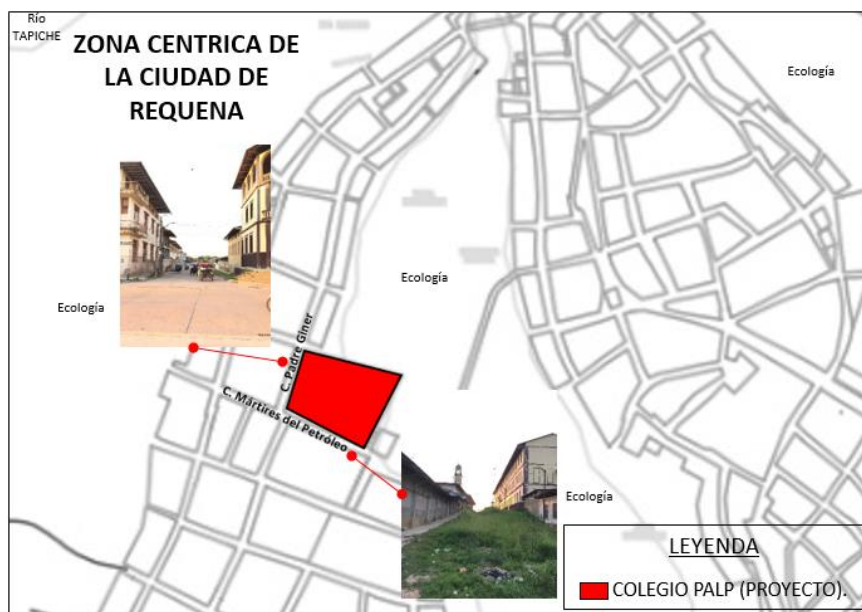 Río
TAPICHE
ZONA CENTRICA DE
LA CIUDAD DE
REQUENA
Ecología
Ecología
Ecología
C. Padre Giner
C. Mártires del Petróleo
Ecología
LEYENDA
COLEGIO PALP (PROYECTO).